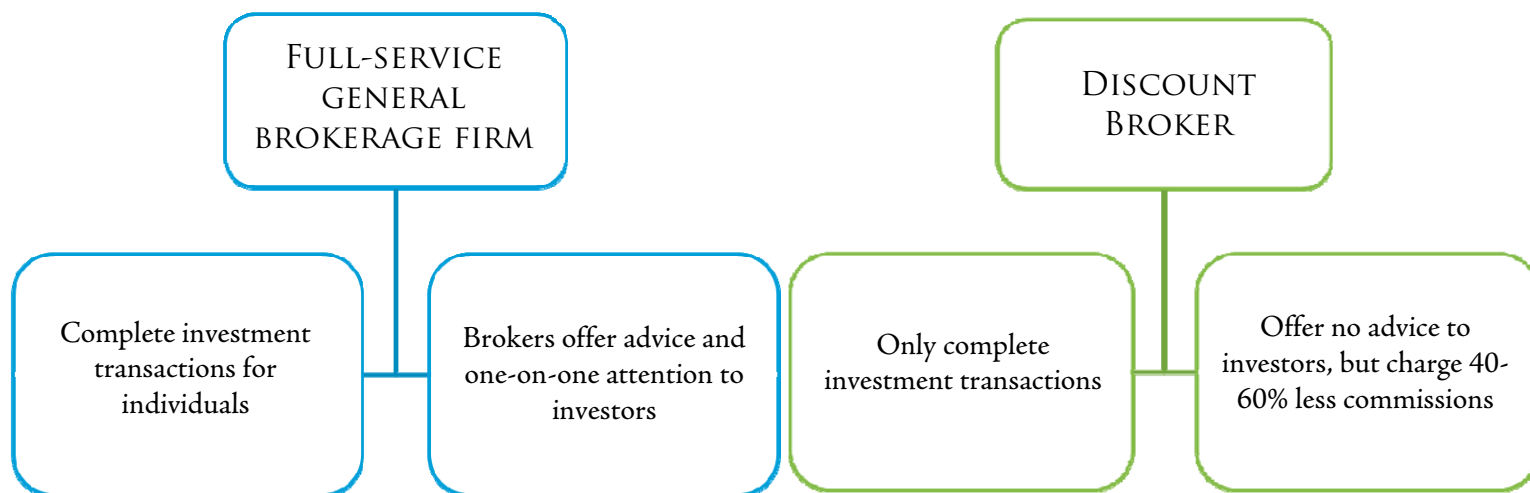 FULL-SERVICE
GENERAL
BROKERAGE FIRM
Complete investment
transactions for
individuals
Brokers offer advice and
one-on-one attention to
investors
DISCOUNT
BROKER
Only complete
investment transactions
Offer no advice to
investors, but charge 40-
60% less commissions